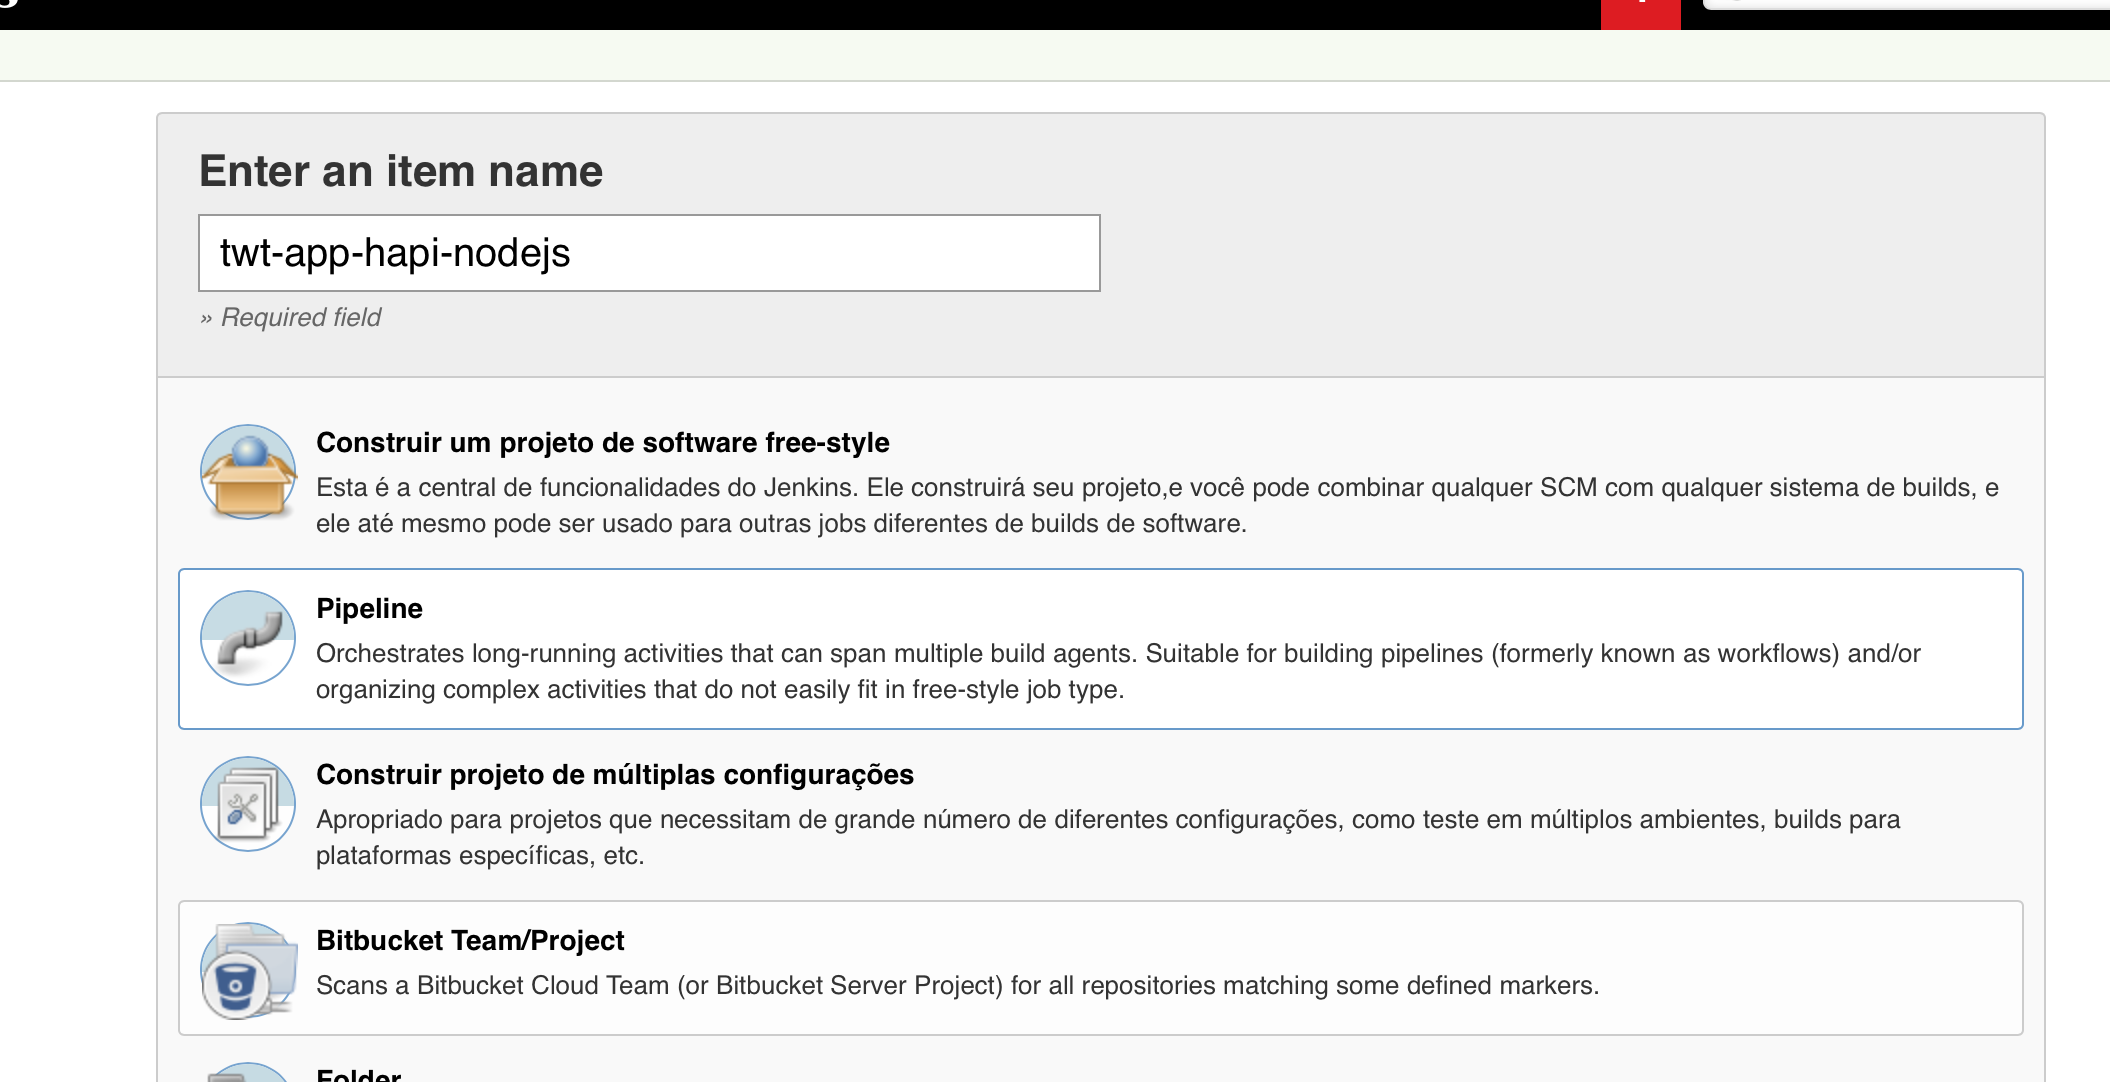 Enter an item name
twt-app-hapi-nodejs
» Required field
Construir um projeto de software free-style
Esta é a central de funcionalidades do Jenkins. Ele construirá seu projeto,e você pode combinar qualquer SCM com qualquer sistema de builds, e
ele até mesmo pode ser usado para outras jobs diferentes de builds de software.
Pipeline
Orchestrates long-running activities that can span multiple build agents. Suitable for building pipelines (formerly known as workflows) and/or
organizing complex activities that do not easily fit in free-style job type.
Construir projeto de múltiplas configurações
Apropriado para projetos que necessitam de grande número de diferentes configurações, como teste em múltiplos ambientes, builds para
plataformas específicas, etc.
Bitbucket Team/Project
Scans a Bitbucket Cloud Team (or Bitbucket Server Project) for all repositories matching some defined markers.
Folder